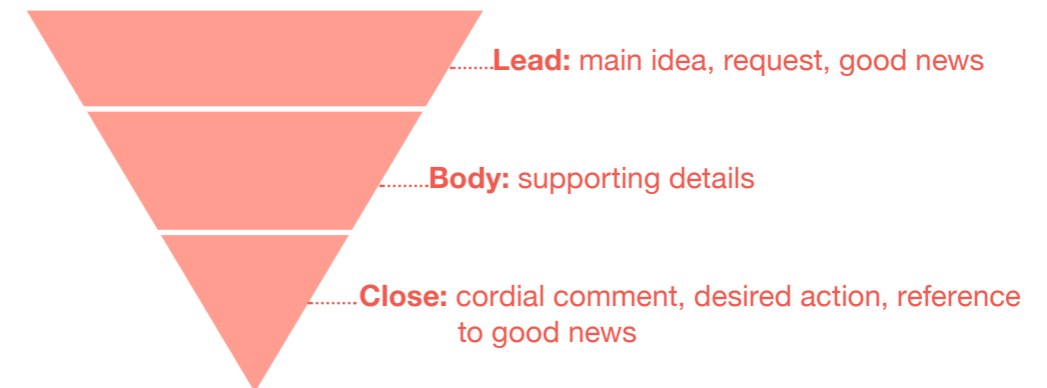 Lead: main idea, request, good news
Body: supporting details
Close: cordial comment, desired action, reference
to good news